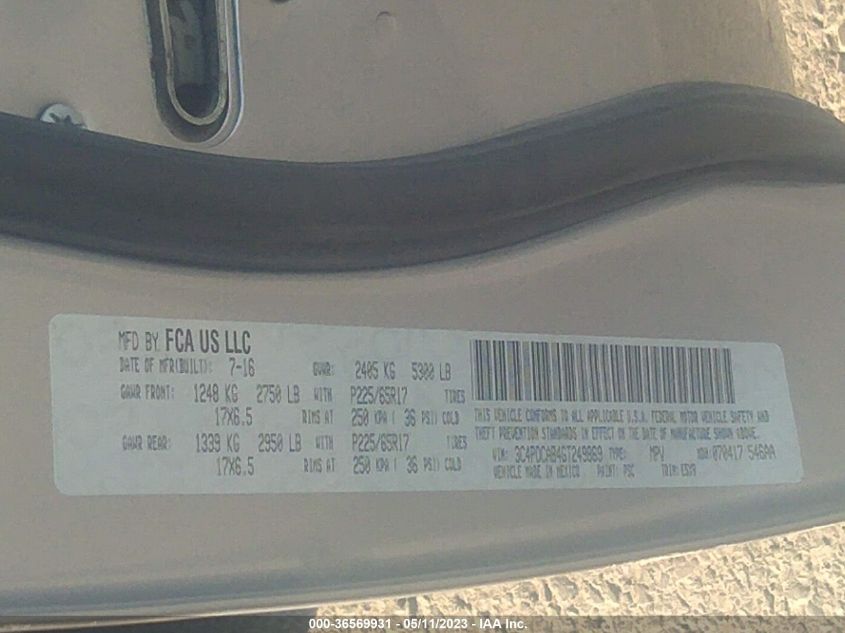 MFD BY FCA US LLC
DATE OF MFR(BUILT): 7-16 GVWR: 2405 KG 5300 LB
GAWR FRONT: 1248 KG 2750 LB WITH P225/65R17 TIRES
17X6.5 RIMS AT 250 KPA ( 36 PSI) COLD
GAWR REAR: 1339 KG 2950 LB WITH P225/65R17 TIRES
17X6.5 RIMS AT 250 KPA ( 36 PSI) COLD
THIS VEHICLE CONFORMS TO ALL APPLICABLE U.S.A. FEDERAL MOTOR VEHICLE SAFETY AND
THEFT PREVENTION STANDARDS IN EFFECT ON THE DATE OF MANUFACTURE SHOWN ABOVE.
VIN: 3C4PDCAB4GT249869 TYPE: MPV MDH: 070417 546AA
VEHICLE MADE IN MEXICO PAINT: PSC TRIM:
000-36569931 - 05/11/2023 - IAA Inc.